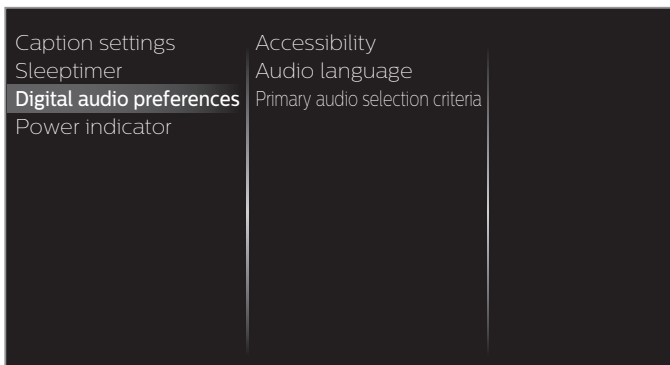 Caption settings
Sleeptimer
Digital audio preferences
Power indicator
Accessibility
Audio language
Primary audio selection criteria